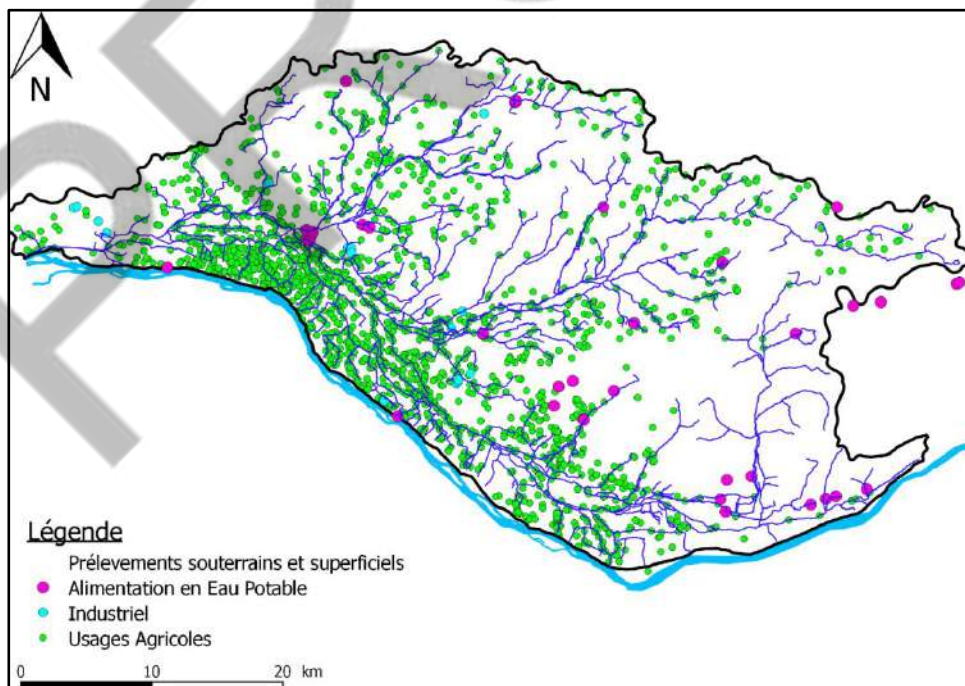 N
Légende
Prélevements souterrains et superficiels
Alimentation en Eau Potable
Industriel
Usages Agricoles
0 10 20 km